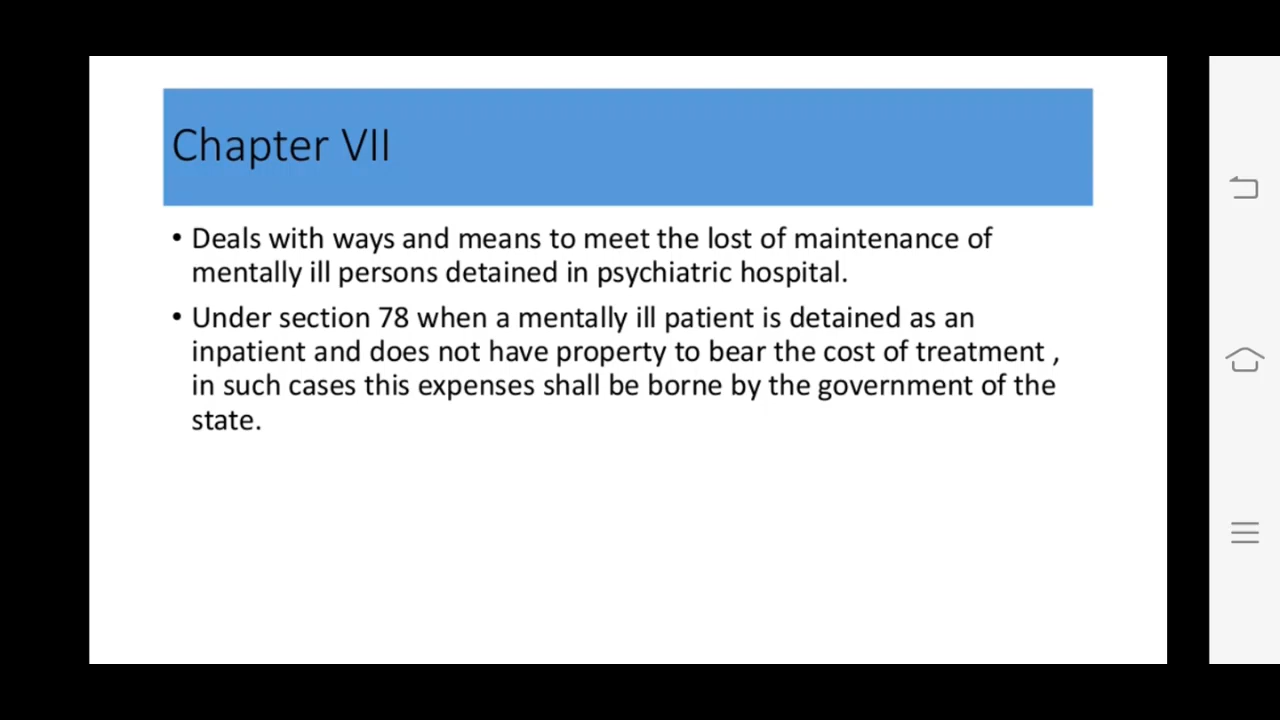 Chapter VII
• Deals with ways and means to meet the lost of maintenance of
mentally ill persons detained in psychiatric hospital.
• Under section 78 when a mentally ill patient is detained as an
inpatient and does not have property to bear the cost of treatment ,
in such cases this expenses shall be borne by the government of the
state.